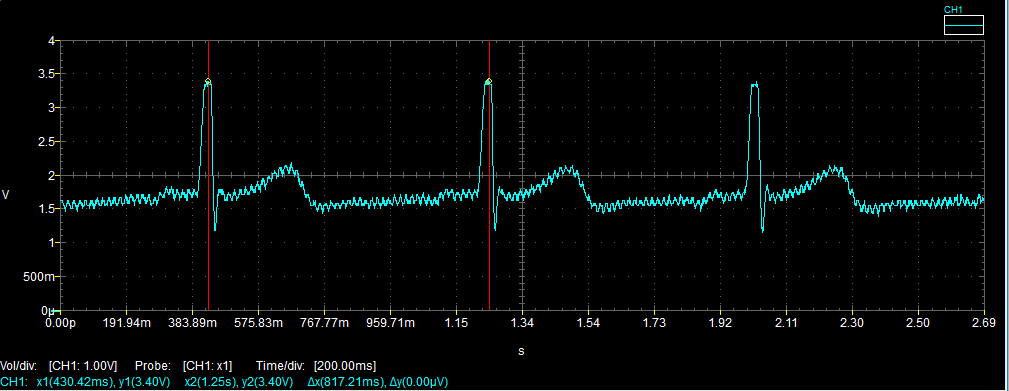 CH1
4
3.5
3
2.5
2
V
1.5
1
500m
0µ
0.00p 191.94m 383.89m 575.83m 767.77m 959.71m 1.15 1.34 1.54 1.73 1.92 2.11 2.30 2.50 2.69
s
Vol/div: [CH1: 1.00V] Probe: [CH1: x1] Time/div: [200.00ms]
CH1: x1(430.42ms), y1(3.40V) x2(1.25s), y2(3.40V) Δx(817.21ms), Δy(0.00µV)